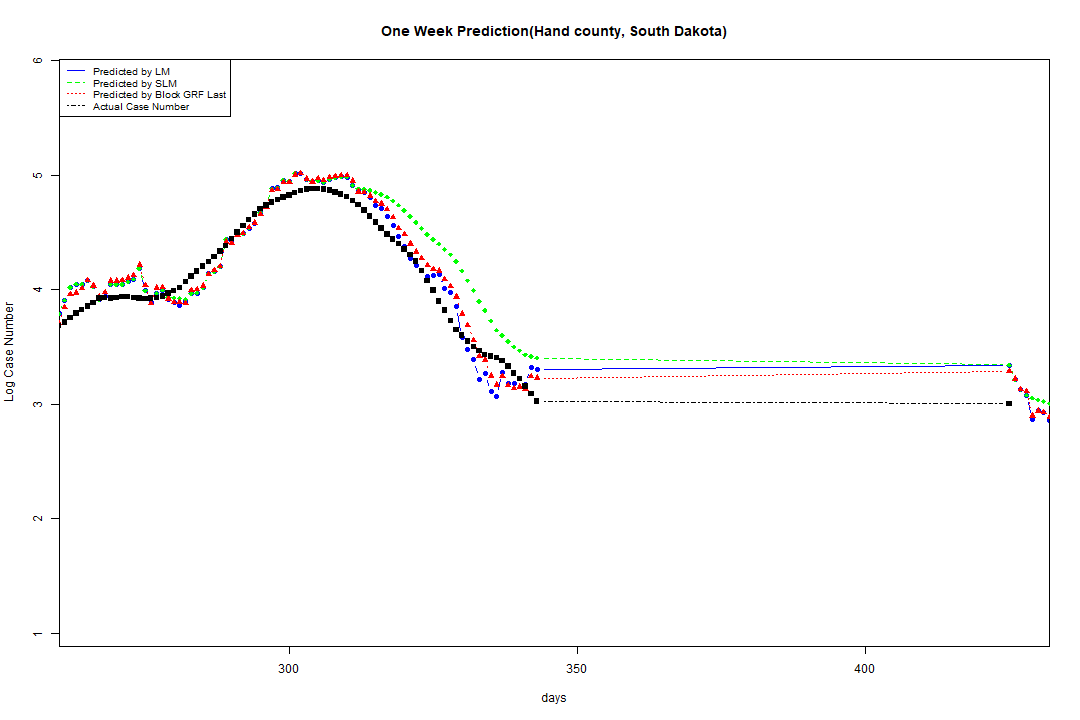 One Week Prediction(Hand county, South Dakota)
Predicted by LM
Predicted by SLM
Predicted by Block GRF Last
Actual Case Number
6
5
4
3
2
1
Log Case Number
300
350
400
days